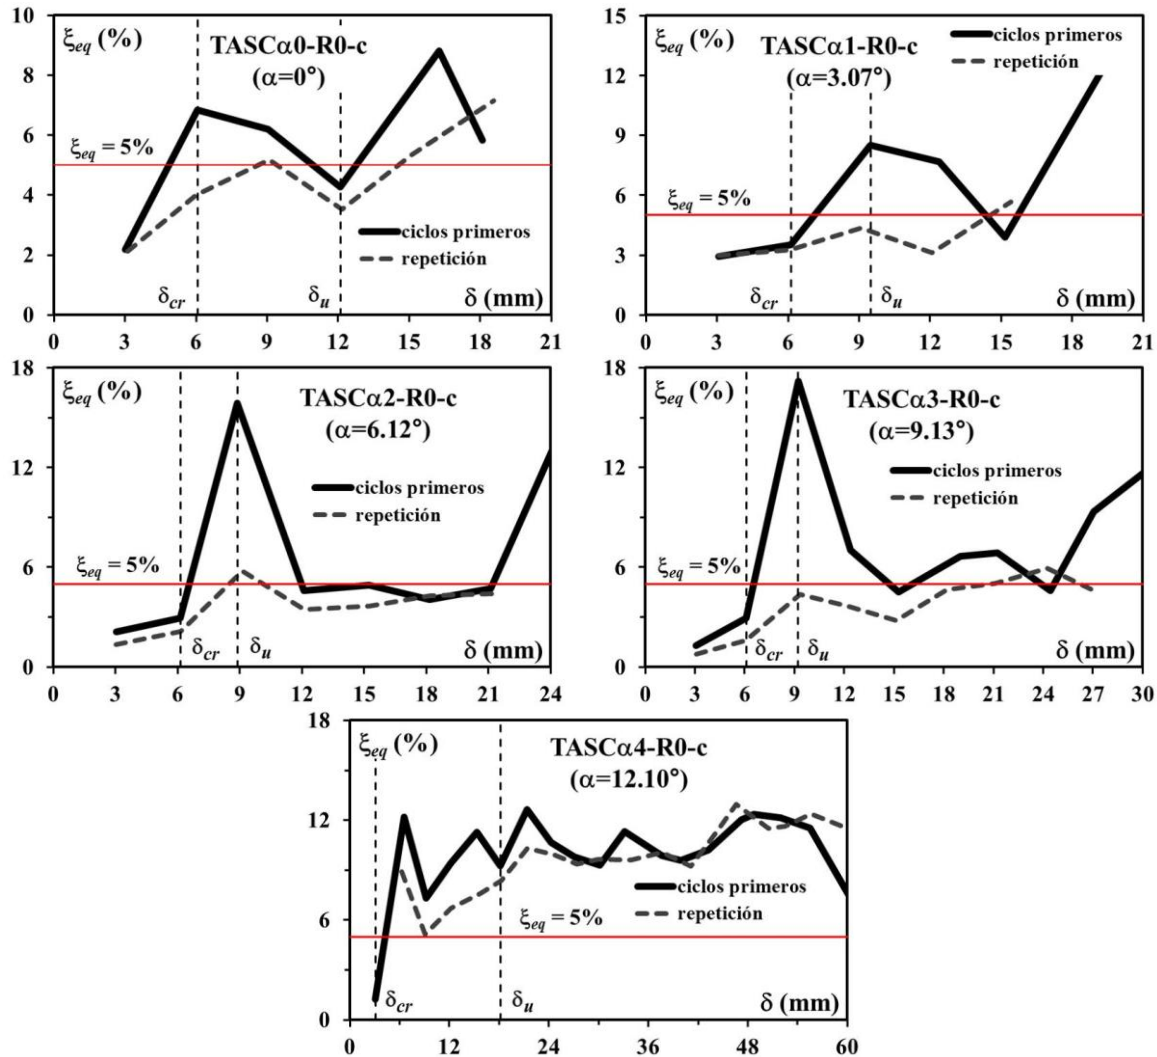 ξeq (%)
TASCα0-R0-c
(α=0°)
ξeq = 5%
ciclos primeros
repetición
δcr
δu
δ (mm)
10
8
6
4
2
0
0 3 6 9 12 15 18 21
ξeq (%)
TASCα1-R0-c
(α=3.07°)
ciclos primeros
repetición
ξeq = 5%
δcr
δu
δ (mm)
15
12
9
6
3
0
0 3 6 9 12 15 18 21
ξeq (%)
TASCα2-R0-c
(α=6.12°)
ciclos primeros
repetición
ξeq = 5%
δcr
δu
δ (mm)
18
12
6
0
0 3 6 9 12 15 18 21 24
ξeq (%)
TASCα3-R0-c
(α=9.13°)
ciclos primeros
repetición
ξeq = 5%
δcr
δu
δ (mm)
18
12
6
0
0 3 6 9 12 15 18 21 24 27 30
ξeq (%)
TASCα4-R0-c
(α=12.10°)
ciclos primeros
repetición
ξeq = 5%
δcr
δu
δ (mm)
18
12
6
0
0 12 24 36 48 60